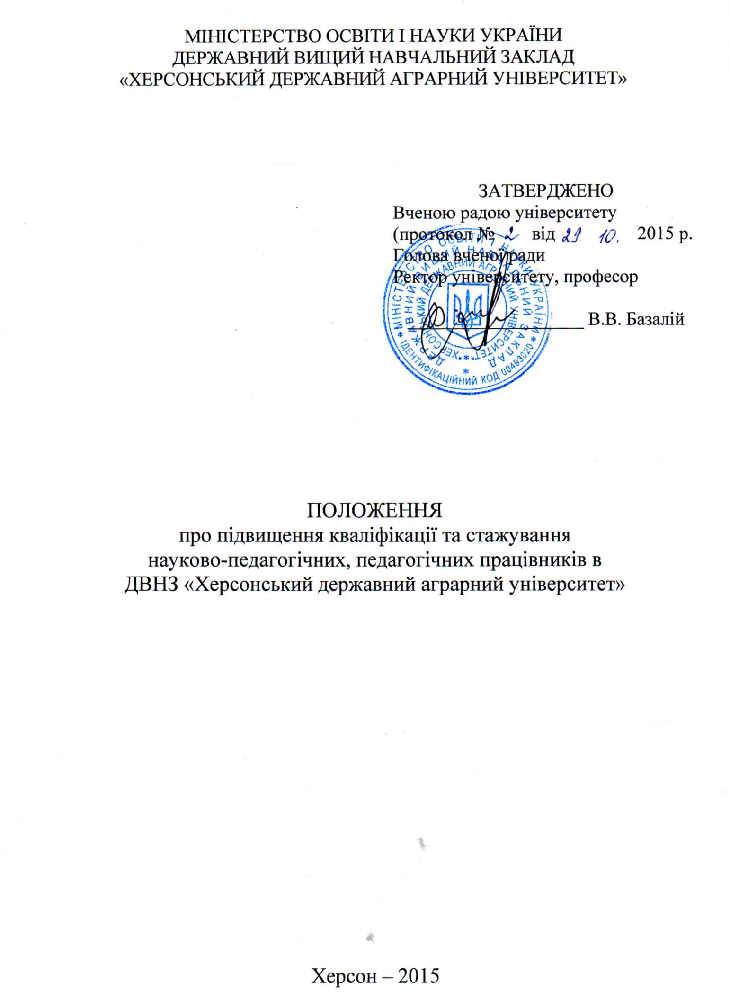 МІНІСТЕРСТВО ОСВІТИ І НАУКИ УКРАЇНИ
ДЕРЖАВНИЙ ВИЩИЙ НАВЧАЛЬНИЙ ЗАКЛАД
«ХЕРСОНСЬКИЙ ДЕРЖАВНИЙ АГРАРНИЙ УНІВЕРСИТЕТ»
ЗАТВЕРДЖЕНО
Вченою радою університету
(протокол № 2 від 29 10. 2015 р.
Голова вченої ради
Ректор університету, професор
В.В. Базалій
* МІНІСТЕРСТВО ОСВІТИ І НАУКИ УКРАЇНИ *
ІДЕНТИФІКАЦІЙНИЙ КОД 00493020
ДЕРЖАВНИЙ ВИЩИЙ НАВЧАЛЬНИЙ ЗАКЛАД *
"ХЕРСОНСЬКИЙ ДЕРЖАВНИЙ АГРАРНИЙ УНІВЕРСИТЕТ" *
ПОЛОЖЕННЯ
про підвищення кваліфікації та стажування
науково-педагогічних, педагогічних працівників в
ДВНЗ «Херсонський державний аграрний університет»
Херсон – 2015